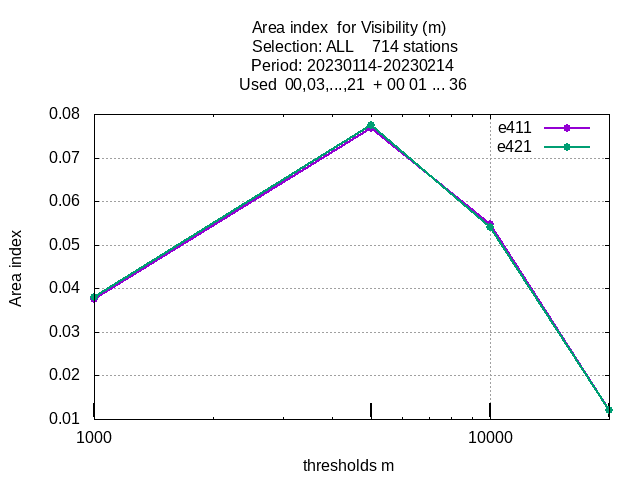 Area index  for Visibility (m)
Selection: ALL    714 stations
Period: 20230114-20230214
Used  00,03,...,21  + 00 01 ... 36
e411
e421
0.08
0.07
0.06
0.05
0.04
0.03
0.02
0.01
Area index
1000
10000
thresholds m